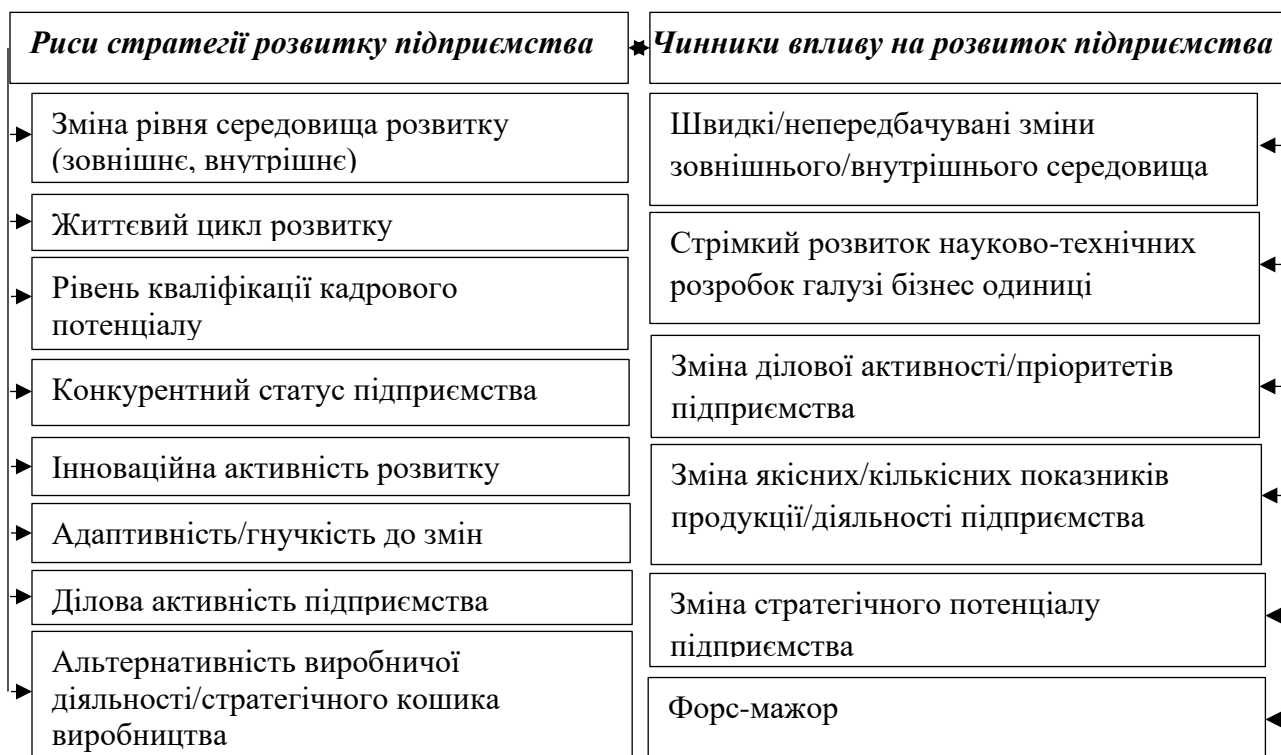 Риси стратегії розвитку підприємства
Зміна рівня середовища розвитку
(зовнішнє, внутрішнє)
Життєвий цикл розвитку
Рівень кваліфікації кадрового
потенціалу
Конкурентний статус підприємства
Інноваційна активність розвитку
Адаптивність/гнучкість до змін
Ділова активність підприємства
Альтернативність виробничої
діяльності/стратегічного кошика
виробництва
Чинники впливу на розвиток підприємства
Швидкі/непередбачувані зміни
зовнішнього/внутрішнього середовища
Стрімкий розвиток науково-технічних
розробок галузі бізнес одиниці
Зміна ділової активності/пріоритетів
підприємства
Зміна якісних/кількісних показників
продукції/діяльності підприємства
Зміна стратегічного потенціалу
підприємства
Форс-мажор